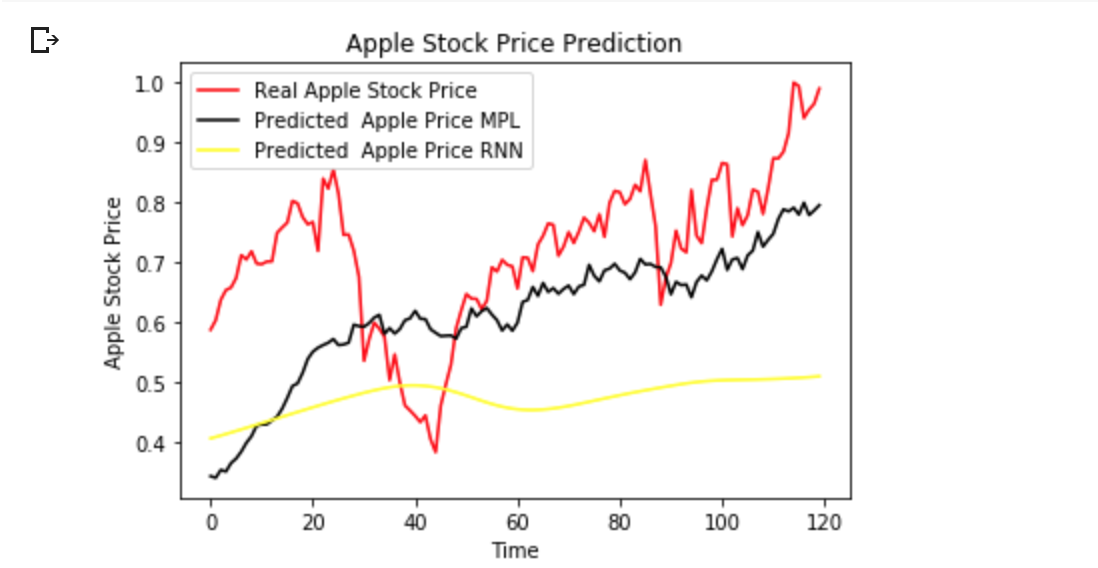 Apple Stock Price Prediction
Real Apple Stock Price
Predicted  Apple Price MPL
Predicted  Apple Price RNN
Apple Stock Price
1.0
0.9
0.8
0.7
0.6
0.5
0.4
0 20 40 60 80 100 120
Time